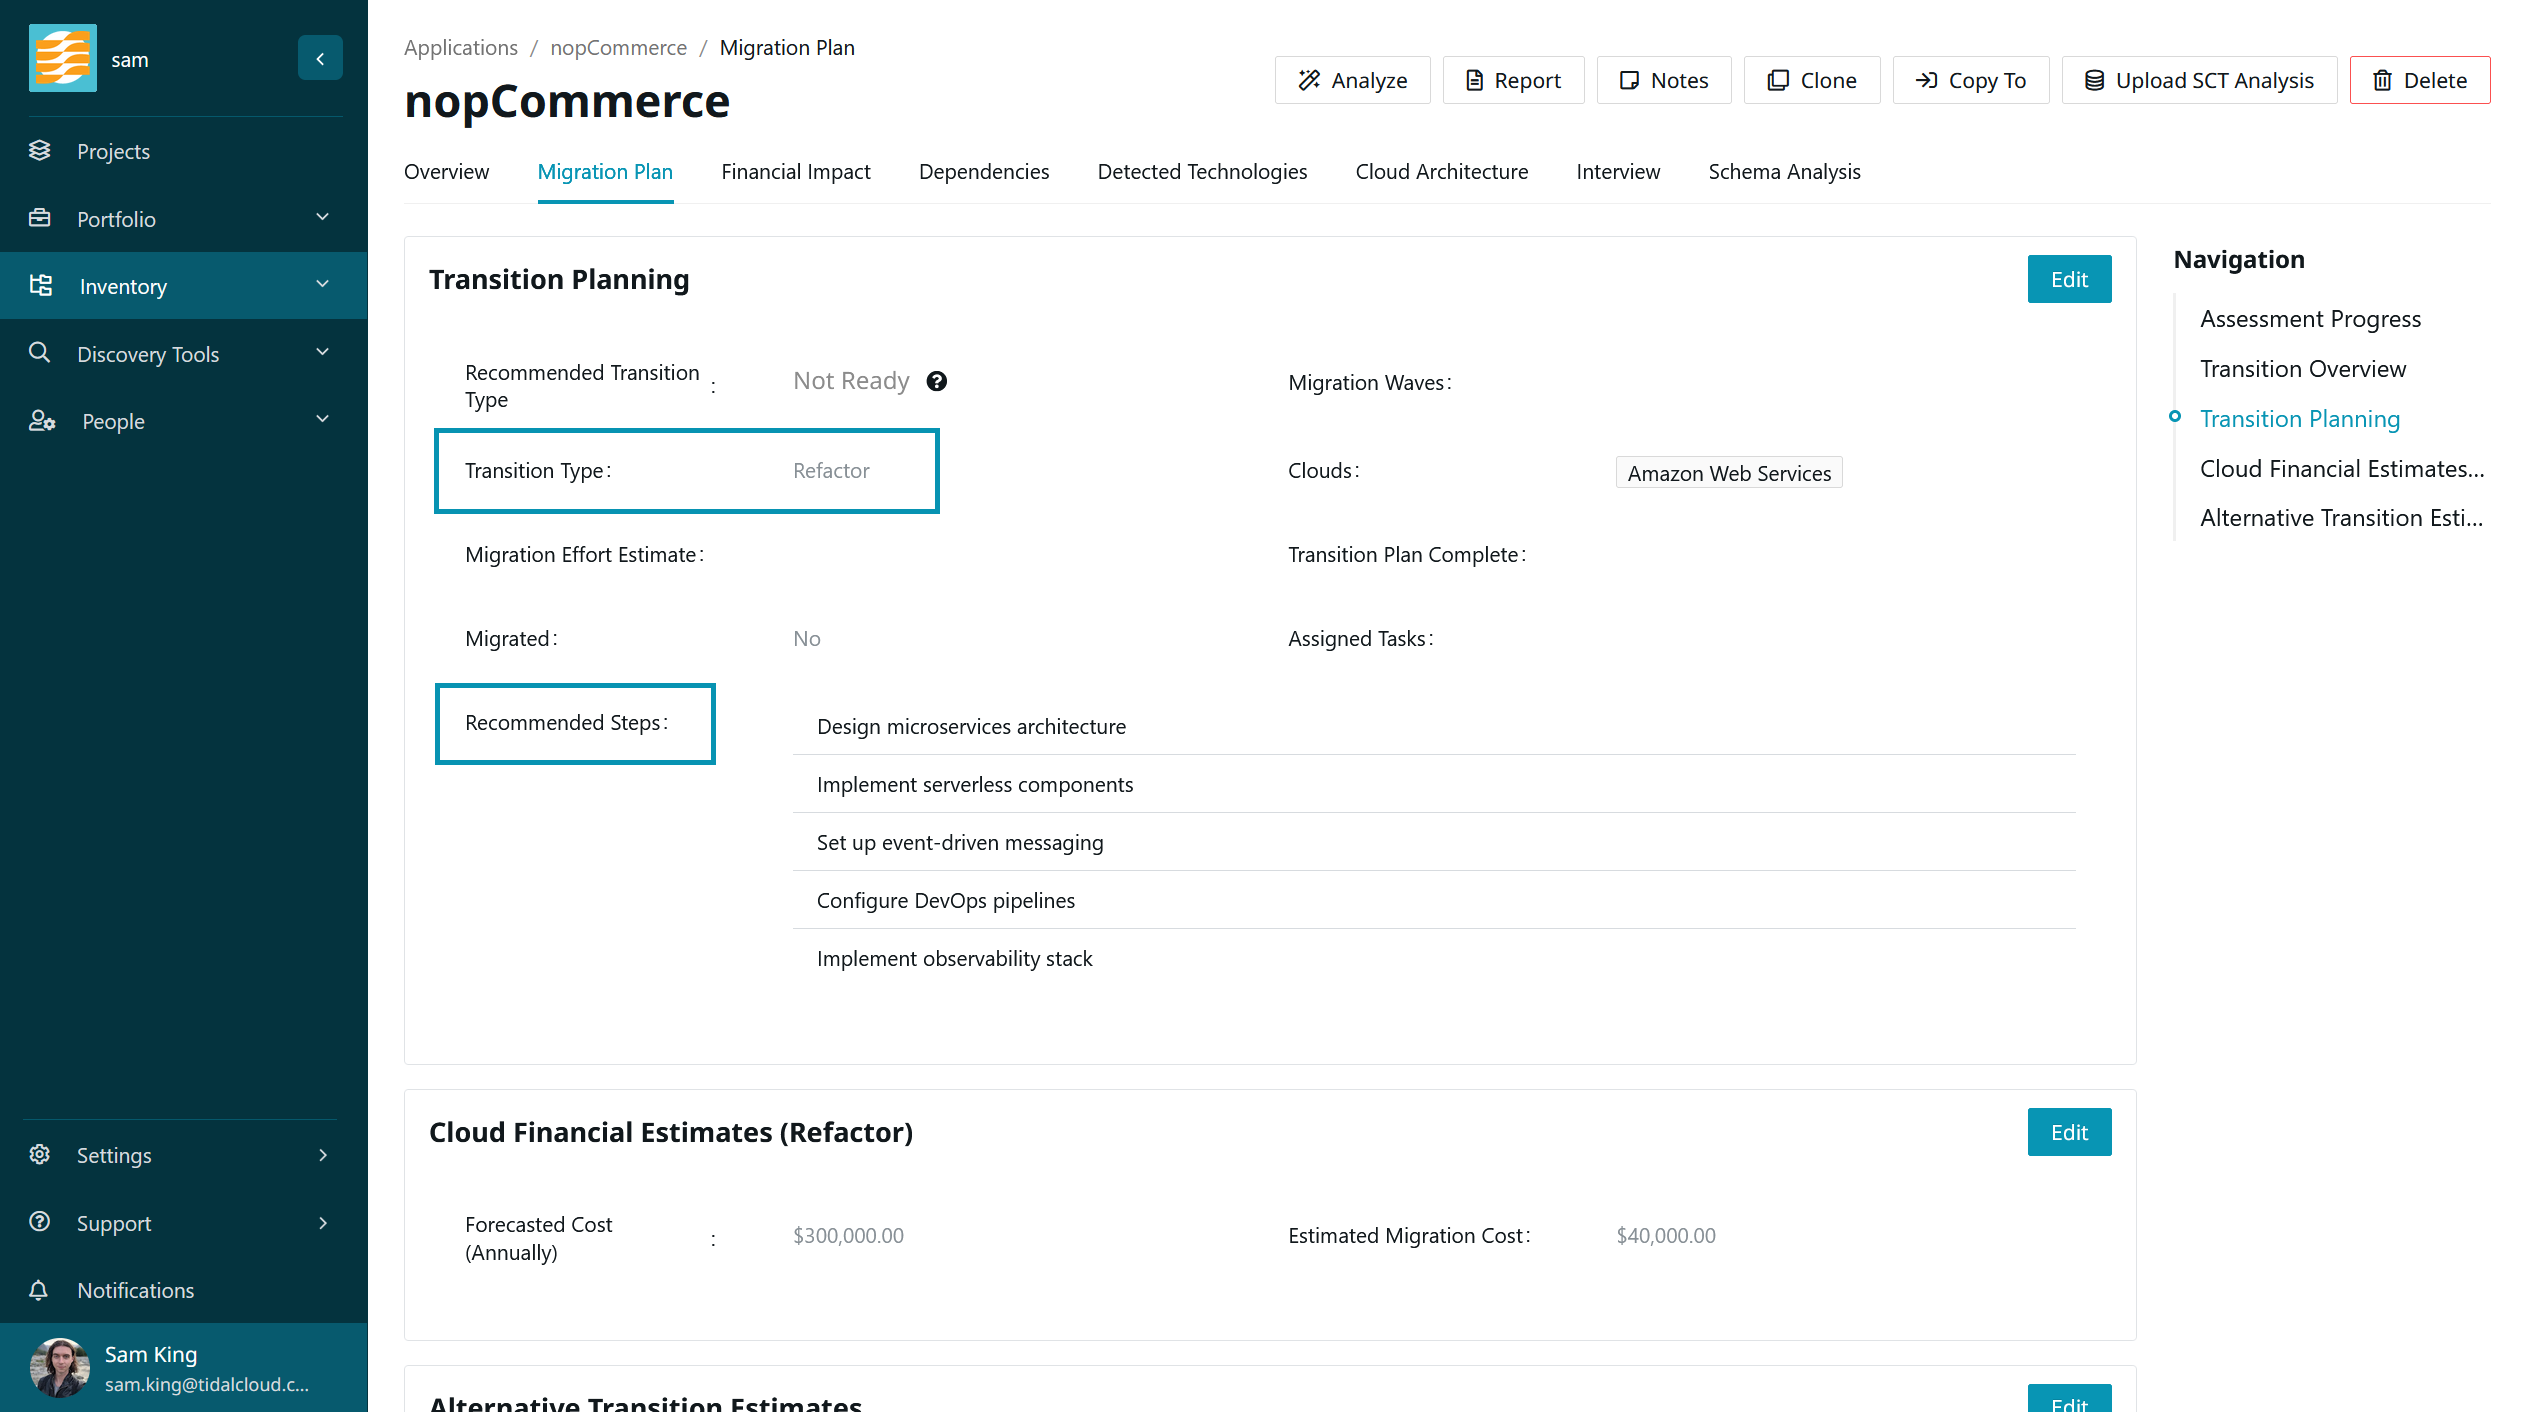 sam
Projects
Portfolio
Inventory
Discovery Tools
People
Settings
Support
Notifications
Sam King
sam.king@tidalcloud.c...
Applications / nopCommerce / Migration Plan
nopCommerce
Analyze
Report
Notes
Clone
Copy To
Upload SCT Analysis
Delete
Overview
Migration Plan
Financial Impact
Dependencies
Detected Technologies
Cloud Architecture
Interview
Schema Analysis
Transition Planning
Edit
Recommended Transition
Type :
Not Ready
Migration Waves:
Transition Type:
Refactor
Clouds:
Amazon Web Services
Migration Effort Estimate:
Transition Plan Complete:
Migrated:
No
Assigned Tasks:
Recommended Steps:
Design microservices architecture
Implement serverless components
Set up event-driven messaging
Configure DevOps pipelines
Implement observability stack
Cloud Financial Estimates (Refactor)
Edit
Forecasted Cost
(Annually) :
$300,000.00
Estimated Migration Cost:
$40,000.00
Alternative Transition Estimates
Edit
Navigation
Assessment Progress
Transition Overview
Transition Planning
Cloud Financial Estimates...
Alternative Transition Esti...